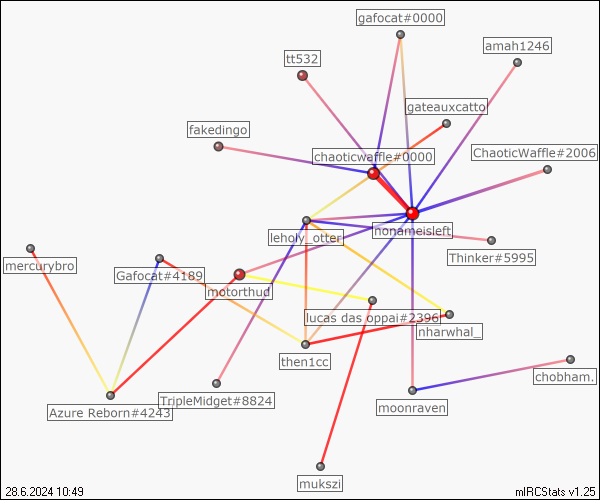 gafocat#0000
amah1246
tt532
gateauxcatto
fakedingo
chaoticwaffle#0000
ChaoticWaffle#2006
nonameisleft
leholy_otter
Thinker#5995
mercurybro
Gafocat#4189
motorthud
lucas das oppai#2396
nharwhal_
then1cc
chobham.
TripleMidget#8824
moonraven
Azure Reborn#4243
mukszi
28.6.2024 10:49
mIRCStats v1.25